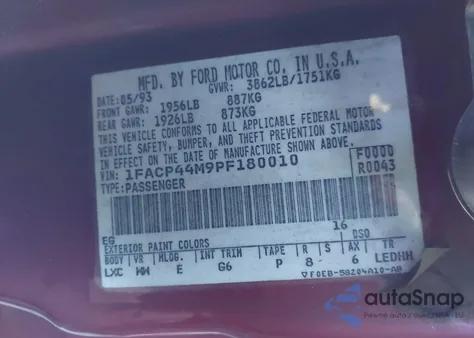 MFD. BY FORD MOTOR CO. IN U.S.A.
DATE: 05/93 GVWR: 3862LB/1751KG
FRONT GAWR: 1956LB 887KG
REAR GAWR: 1926LB 873KG
THIS VEHICLE CONFORMS TO ALL APPLICABLE FEDERAL
MOTOR VEHICLE SAFETY, BUMPER, AND THEFT PREVENTION
STANDARDS IN EFFECT ON THE DATE OF MANUFACTURE
SHOWN ABOVE.
VIN: 1FACP44M9PF180010 F0000
TYPE: PASSENGER R0043
EG 16
EXTERIOR PAINT COLORS DSO
BODY VR MLDG. INT TRIM TAPE R S AX TR
LXC WW E G6 P 8 6 LEDHH
▽F0EB-5820410-AB
autoSnap